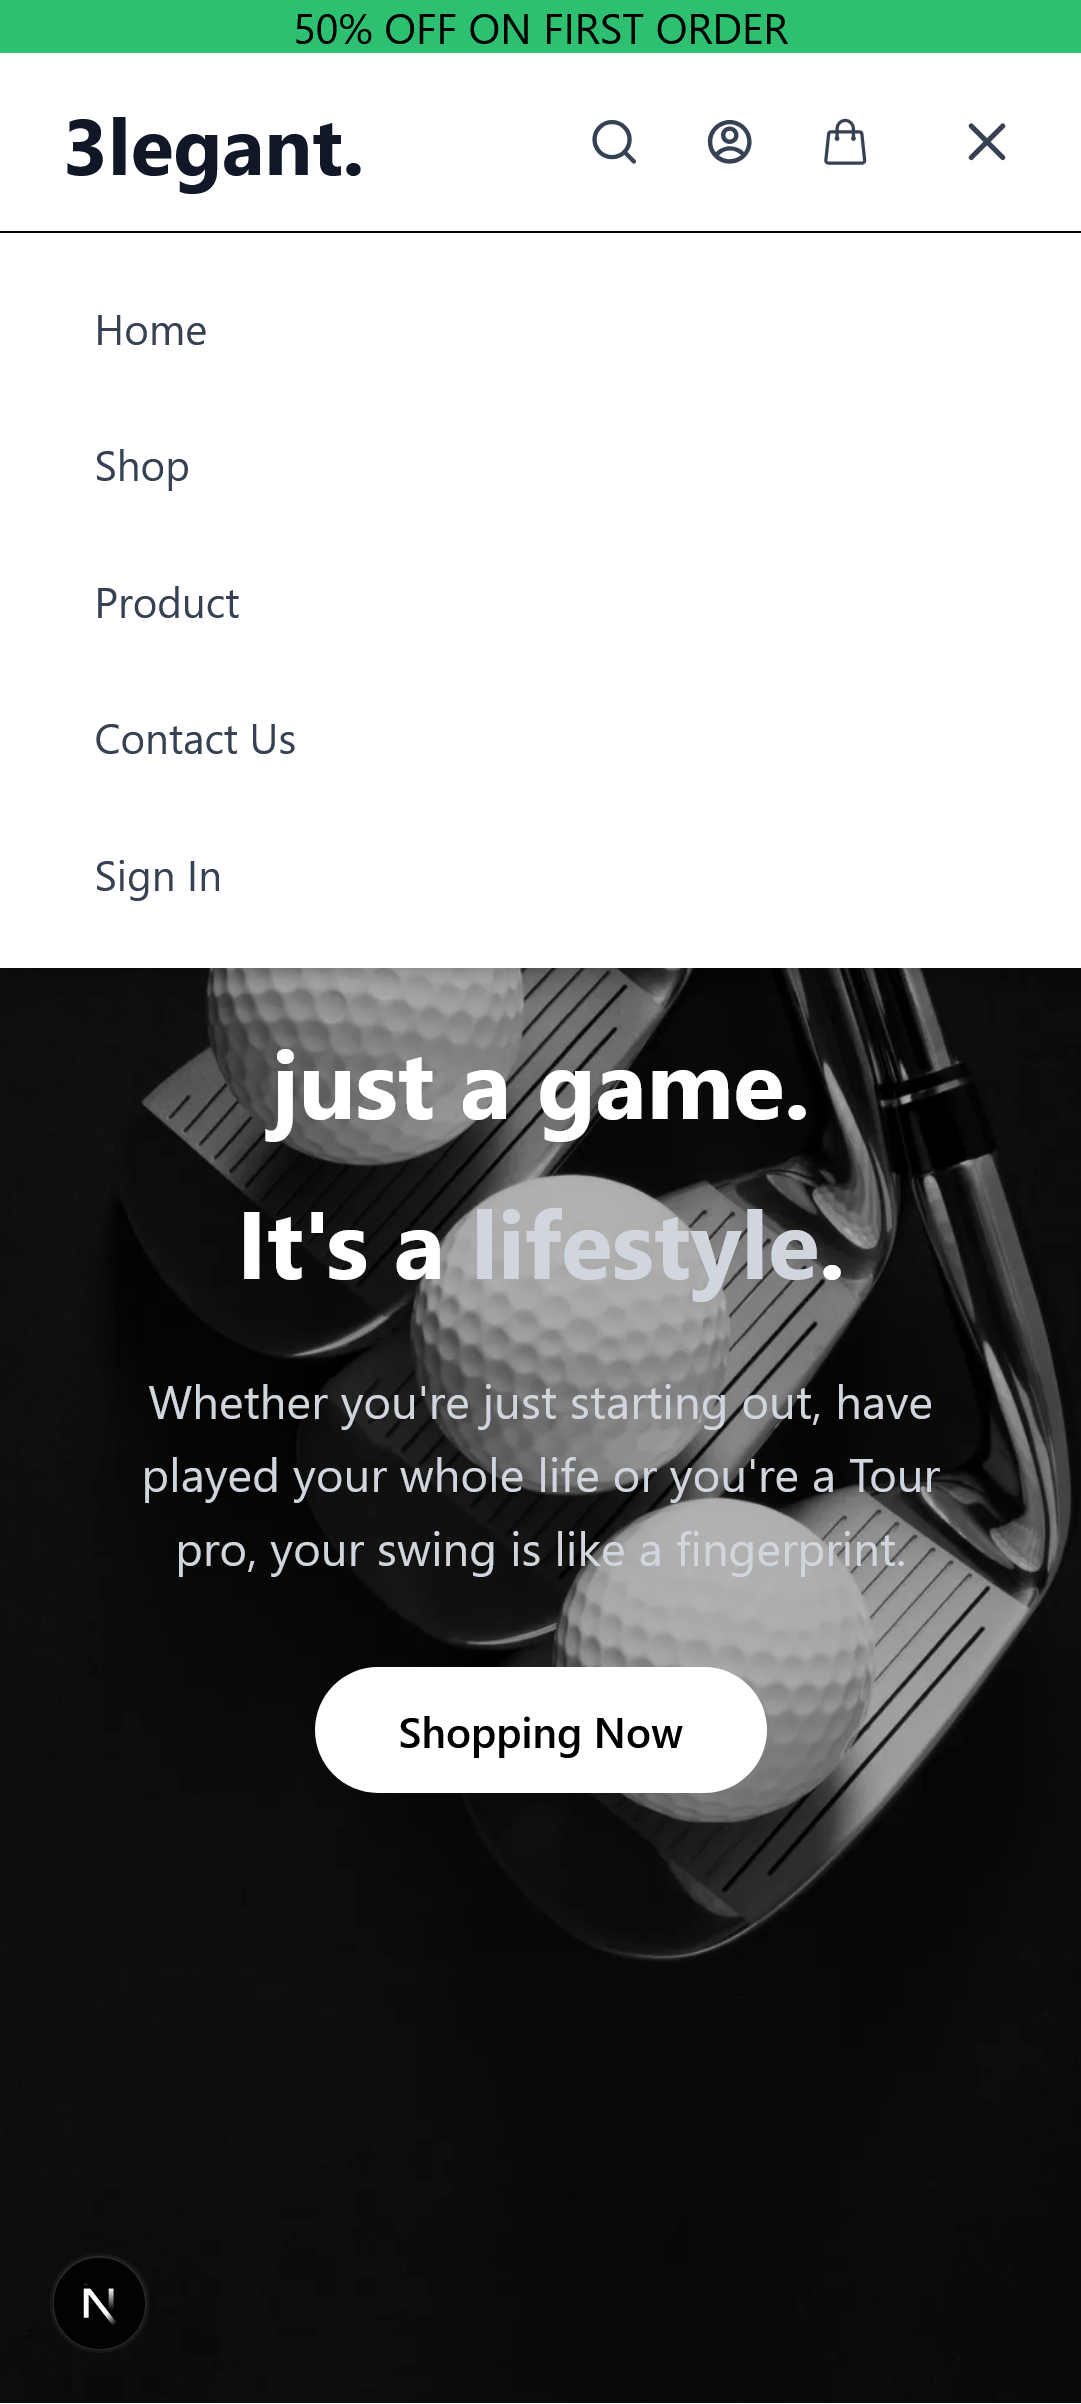 50% OFF ON FIRST ORDER
3legant.
Home
Shop
Product
Contact Us
Sign In
just a game.
It's a lifestyle.
Whether you're just starting out, have
played your whole life or you're a Tour
pro, your swing is like a fingerprint.
Shopping Now
N